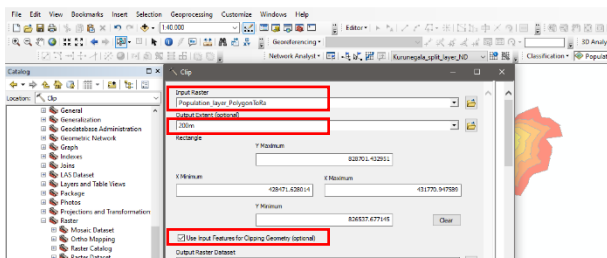 File Edit View Bookmarks Insert Selection Geoprocessing Customize Windows Help
1:40,000
Editor
Georeferencing
3D Analy
Network Analyst
Kurunegala_split_layer_ND
Classification
Populat
Catalog
Clip
Location:
Clip
General
Generalization
Geodatabase Administration
Geometric Network
Graph
Indexes
Joins
LAS Dataset
Layers and Table Views
Package
Photos
Projections and Transformation
Raster
Mosaic Dataset
Ortho Mapping
Raster Catalog
Raster Dataset
Input Raster
Population_layer_PolygonToRa
Output Extent (optional)
200m
Rectangle
Y Maximum
828701.432951
X Minimum
X Maximum
428471.628014
431770.947589
Y Minimum
826537.677145
Clear
Use Input Features for Clipping Geometry (optional)
Output Raster Dataset